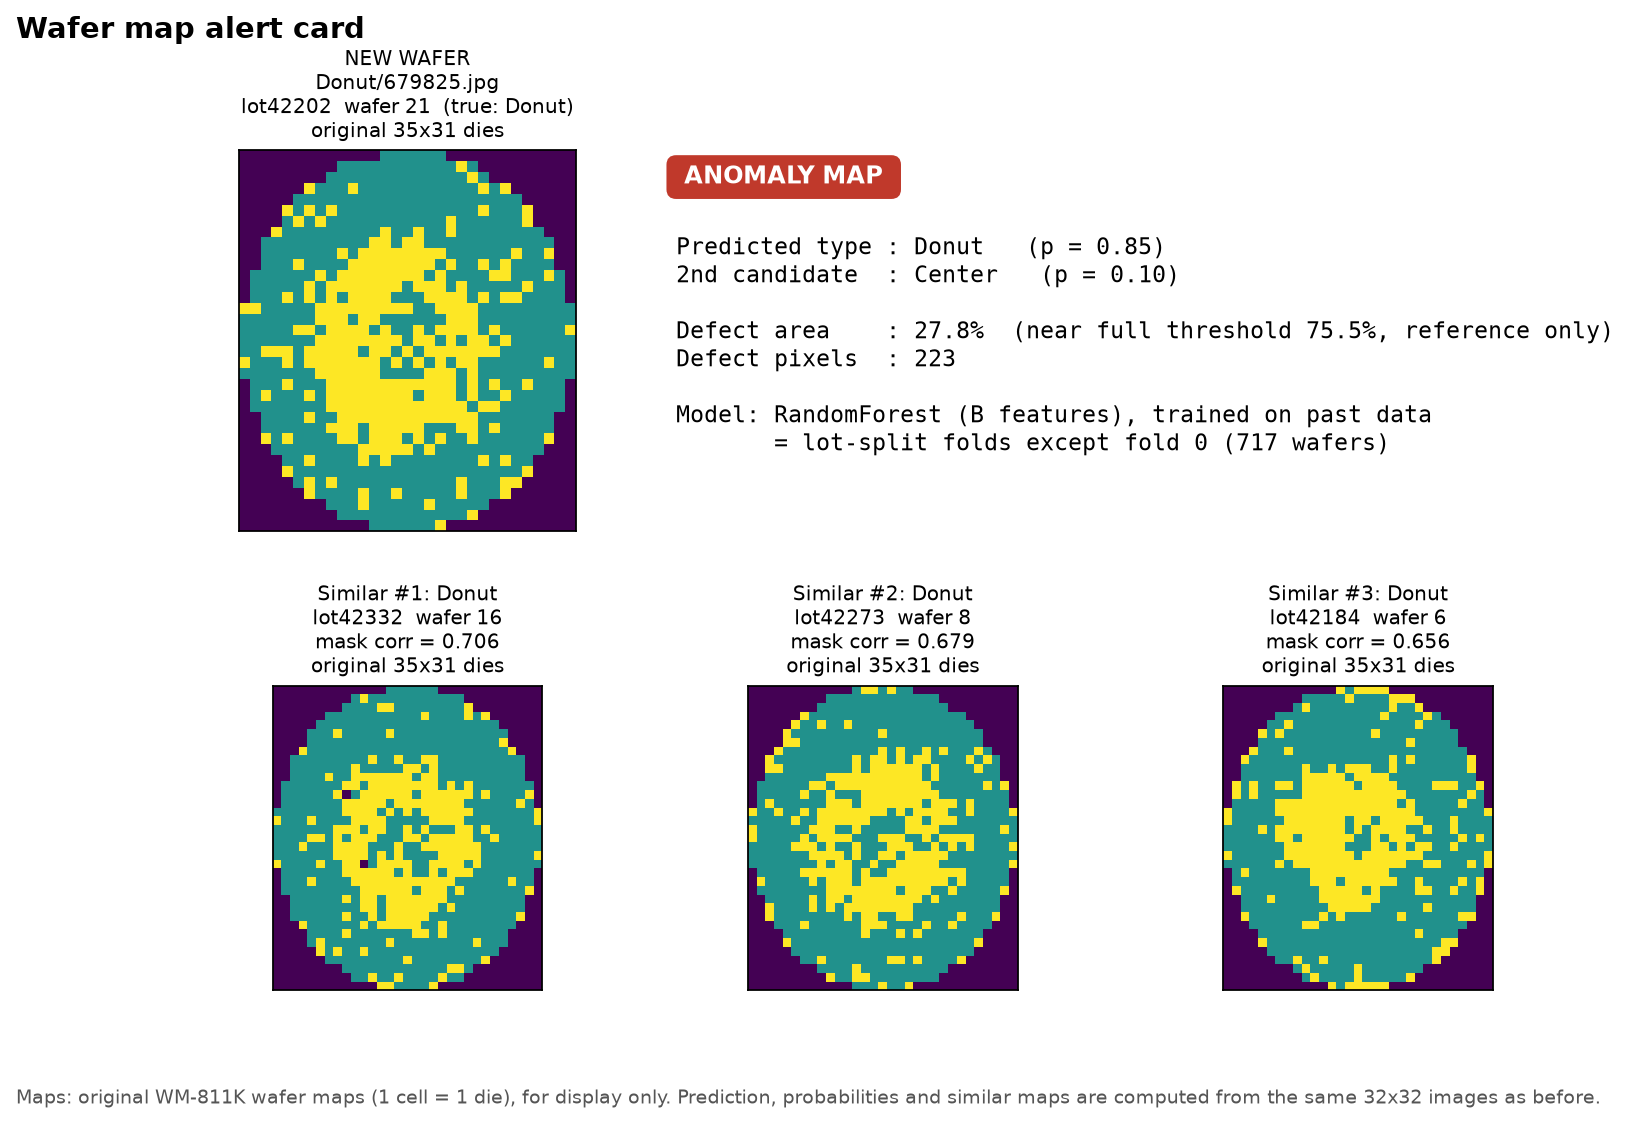 Wafer map alert card
NEW WAFER
Donut/679825.jpg
lot42202  wafer 21  (true: Donut)
original 35x31 dies
ANOMALY MAP
Predicted type : Donut   (p = 0.85)
2nd candidate  : Center   (p = 0.10)
Defect area    : 27.8%  (near full threshold 75.5%, reference only)
Defect pixels  : 223
Model: RandomForest (B features), trained on past data
= lot-split folds except fold 0 (717 wafers)
Similar #1: Donut
lot42332  wafer 16
mask corr = 0.706
original 35x31 dies
Similar #2: Donut
lot42273  wafer 8
mask corr = 0.679
original 35x31 dies
Similar #3: Donut
lot42184  wafer 6
mask corr = 0.656
original 35x31 dies
Maps: original WM-811K wafer maps (1 cell = 1 die), for display only. Prediction, probabilities and similar maps are computed from the same 32x32 images as before.